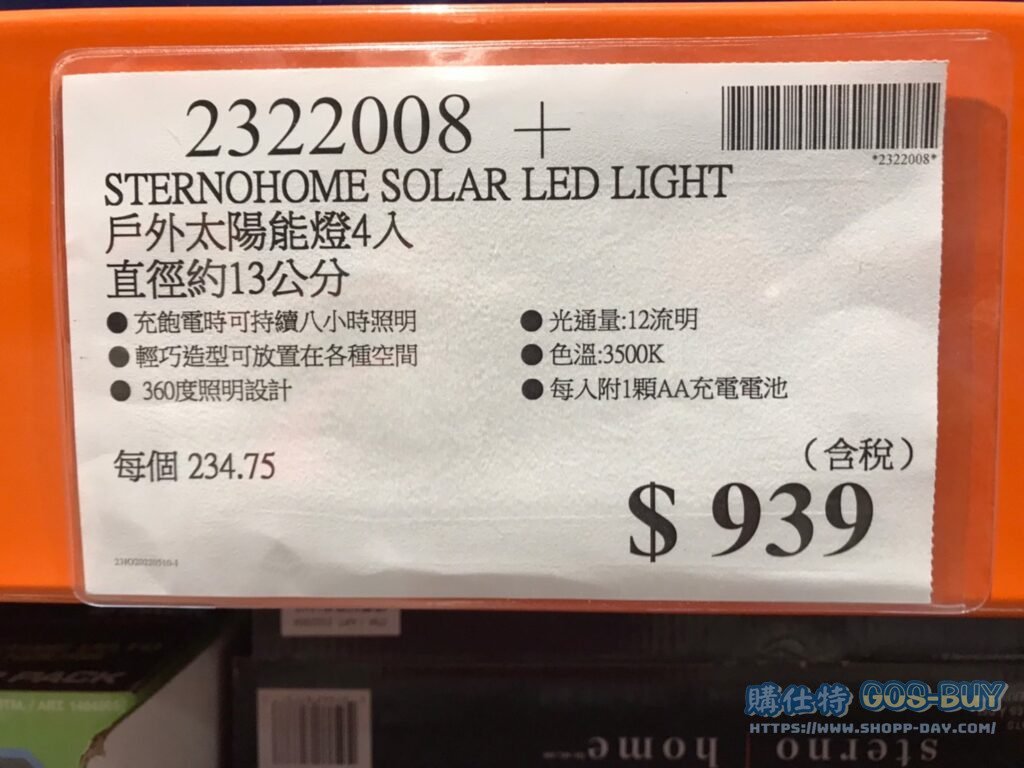 2322008 +
*2322008*
STERNOHOME SOLAR LED LIGHT
戶外太陽能燈4入
直徑約13公分
● 充飽電時可持續八小時照明
● 光通量:12流明
● 輕巧造型可放置在各種空間
● 色溫:3500K
● 360度照明設計
● 每入附1顆AA充電電池
每個 234.75
(含稅)
$ 939
PACK
ITM. / ART.
sterno home
購仕特 GOS-BUY
HTTPS://WWW.SHOPP-DAY.COM/